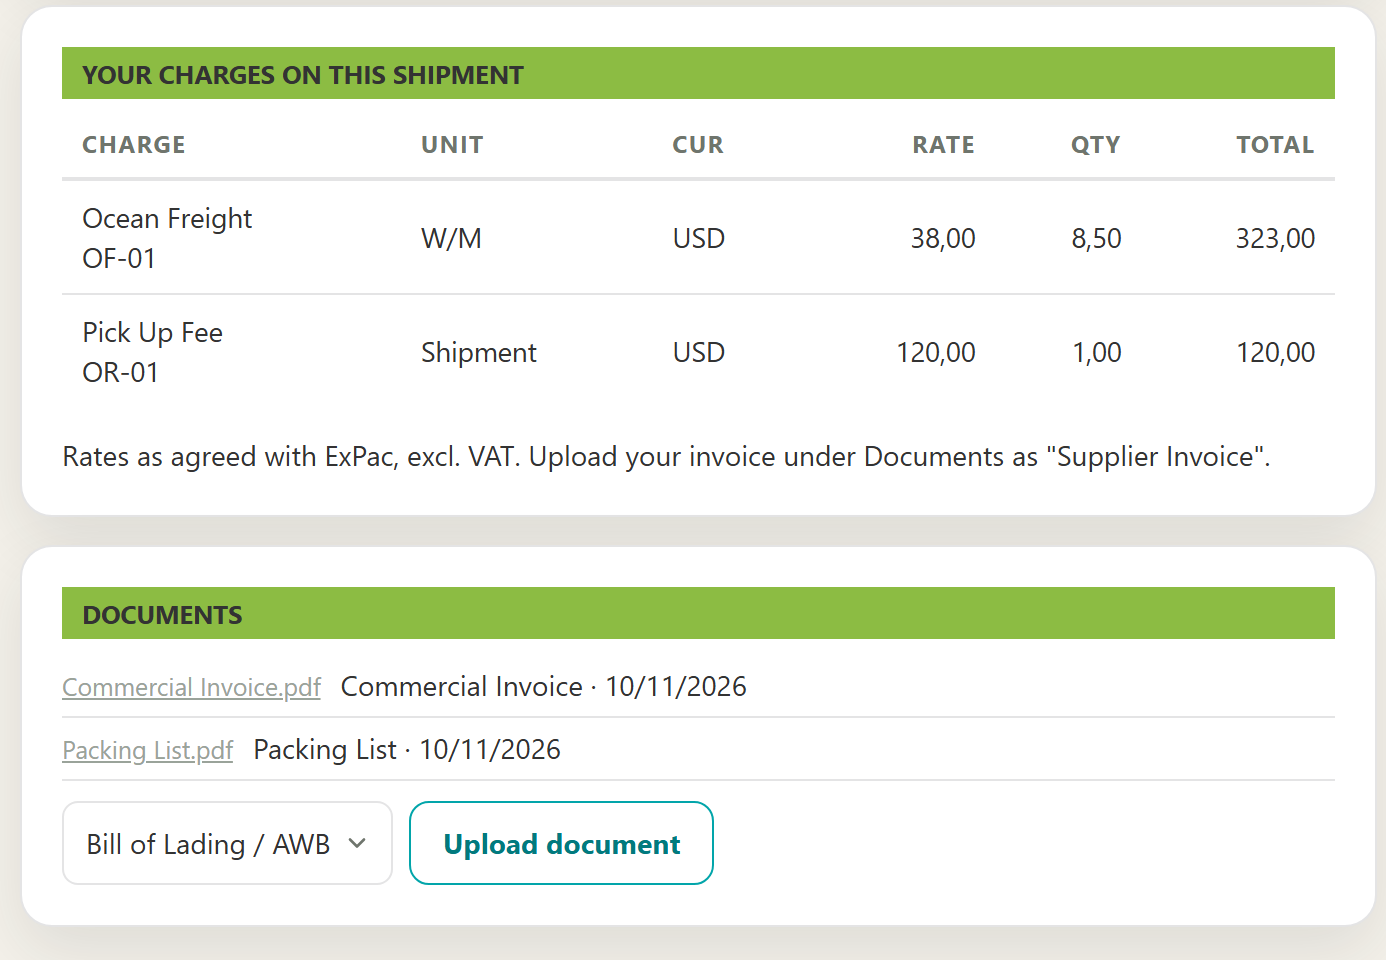 YOUR CHARGES ON THIS SHIPMENT
CHARGE UNIT CUR RATE QTY TOTAL
Ocean Freight
OF-01 W/M USD 38,00 8,50 323,00
Pick Up Fee
OR-01 Shipment USD 120,00 1,00 120,00
Rates as agreed with ExPac, excl. VAT. Upload your invoice under Documents as "Supplier Invoice".
DOCUMENTS
Commercial Invoice.pdf Commercial Invoice · 10/11/2026
Packing List.pdf Packing List · 10/11/2026
Bill of Lading / AWB Upload document